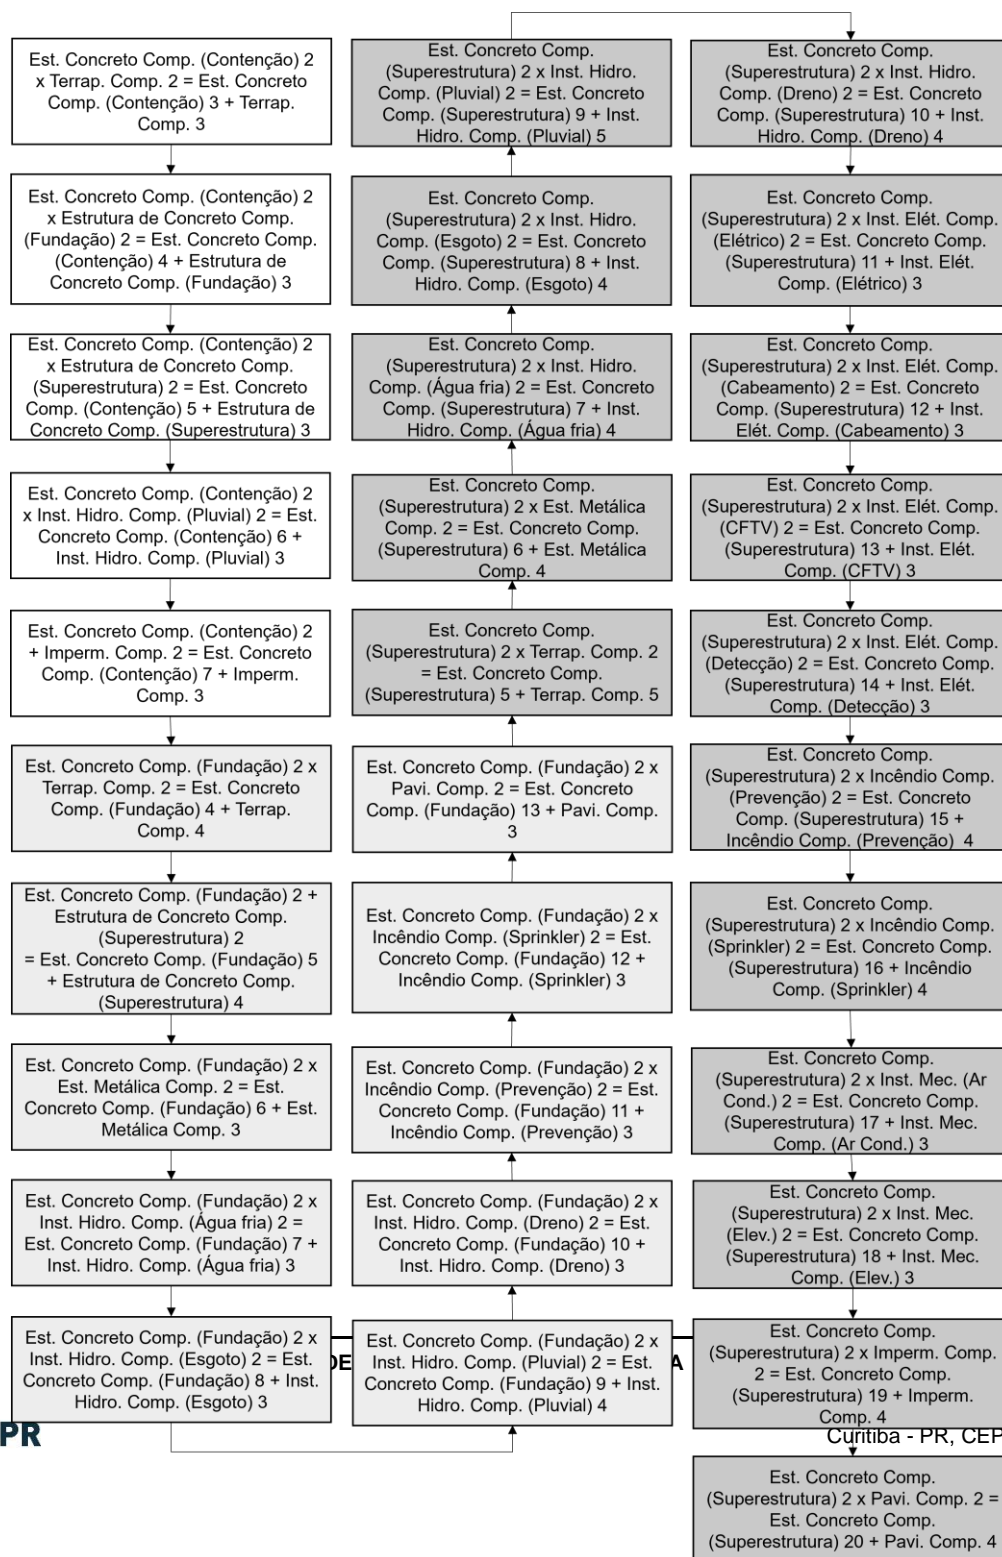 Est. Concreto Comp. (Contenção) 2
x Terrap. Comp. 2 = Est. Concreto
Comp. (Contenção) 3 + Terrap.
Comp. 3
Est. Concreto Comp. (Contenção) 2
x Estrutura de Concreto Comp.
(Fundação) 2 = Est. Concreto Comp.
(Contenção) 4 + Estrutura de
Concreto Comp. (Fundação) 3
Est. Concreto Comp. (Contenção) 2
x Estrutura de Concreto Comp.
(Superestrutura) 2 = Est. Concreto
Comp. (Contenção) 5 + Estrutura de
Concreto Comp. (Superestrutura) 3
Est. Concreto Comp. (Contenção) 2
x Inst. Hidro. Comp. (Pluvial) 2 = Est.
Concreto Comp. (Contenção) 6 +
Inst. Hidro. Comp. (Pluvial) 3
Est. Concreto Comp. (Contenção) 2
+ Imperm. Comp. 2 = Est. Concreto
Comp. (Contenção) 7 + Imperm.
Comp. 3
Est. Concreto Comp. (Fundação) 2 x
Terrap. Comp. 2 = Est. Concreto
Comp. (Fundação) 4 + Terrap.
Comp. 4
Est. Concreto Comp. (Fundação) 2 +
Estrutura de Concreto Comp.
(Superestrutura) 2
= Est. Concreto Comp. (Fundação) 5
+ Estrutura de Concreto Comp.
(Superestrutura) 4
Est. Concreto Comp. (Fundação) 2 x
Est. Metálica Comp. 2 = Est.
Concreto Comp. (Fundação) 6 + Est.
Metálica Comp. 3
Est. Concreto Comp. (Fundação) 2 x
Inst. Hidro. Comp. (Água fria) 2 =
Est. Concreto Comp. (Fundação) 7 +
Inst. Hidro. Comp. (Água fria) 3
Est. Concreto Comp. (Fundação) 2 x
Inst. Hidro. Comp. (Esgoto) 2 = Est.
Concreto Comp. (Fundação) 8 + Inst.
Hidro. Comp. (Esgoto) 3
Est. Concreto Comp. (Fundação) 2 x
Inst. Hidro. Comp. (Pluvial) 2 = Est.
Concreto Comp. (Fundação) 9 + Inst.
Hidro. Comp. (Pluvial) 4
Est. Concreto Comp. (Fundação) 2 x
Inst. Hidro. Comp. (Dreno) 2 = Est.
Concreto Comp. (Fundação) 10 +
Inst. Hidro. Comp. (Dreno) 3
Est. Concreto Comp. (Fundação) 2 x
Incêndio Comp. (Prevenção) 2 = Est.
Concreto Comp. (Fundação) 11 +
Incêndio Comp. (Prevenção) 3
Est. Concreto Comp. (Fundação) 2 x
Incêndio Comp. (Sprinkler) 2 = Est.
Concreto Comp. (Fundação) 12 +
Incêndio Comp. (Sprinkler) 3
Est. Concreto Comp. (Fundação) 2 x
Pavi. Comp. 2 = Est. Concreto
Comp. (Fundação) 13 + Pavi. Comp.
3
Est. Concreto Comp.
(Superestrutura) 2 x Terrap. Comp. 2
= Est. Concreto Comp.
(Superestrutura) 5 + Terrap. Comp. 5
Est. Concreto Comp.
(Superestrutura) 2 x Est. Metálica
Comp. 2 = Est. Concreto Comp.
(Superestrutura) 6 + Est. Metálica
Comp. 4
Est. Concreto Comp.
(Superestrutura) 2 x Inst. Hidro.
Comp. (Água fria) 2 = Est. Concreto
Comp. (Superestrutura) 7 + Inst.
Hidro. Comp. (Água fria) 4
Est. Concreto Comp.
(Superestrutura) 2 x Inst. Hidro.
Comp. (Esgoto) 2 = Est. Concreto
Comp. (Superestrutura) 8 + Inst.
Hidro. Comp. (Esgoto) 4
Est. Concreto Comp.
(Superestrutura) 2 x Inst. Hidro.
Comp. (Pluvial) 2 = Est. Concreto
Comp. (Superestrutura) 9 + Inst.
Hidro. Comp. (Pluvial) 5
Est. Concreto Comp.
(Superestrutura) 2 x Inst. Hidro.
Comp. (Dreno) 2 = Est. Concreto
Comp. (Superestrutura) 10 + Inst.
Hidro. Comp. (Dreno) 4
Est. Concreto Comp.
(Superestrutura) 2 x Inst. Elét. Comp.
(Elétrico) 2 = Est. Concreto Comp.
(Superestrutura) 11 + Inst. Elét.
Comp. (Elétrico) 3
Est. Concreto Comp.
(Superestrutura) 2 x Inst. Elét. Comp.
(Cabeamento) 2 = Est. Concreto
Comp. (Superestrutura) 12 + Inst.
Elét. Comp. (Cabeamento) 3
Est. Concreto Comp.
(Superestrutura) 2 x Inst. Elét. Comp.
(CFTV) 2 = Est. Concreto Comp.
(Superestrutura) 13 + Inst. Elét.
Comp. (CFTV) 3
Est. Concreto Comp.
(Superestrutura) 2 x Inst. Elét. Comp.
(Detecção) 2 = Est. Concreto Comp.
(Superestrutura) 14 + Inst. Elét.
Comp. (Detecção) 3
Est. Concreto Comp.
(Superestrutura) 2 x Incêndio Comp.
(Prevenção) 2 = Est. Concreto
Comp. (Superestrutura) 15 +
Incêndio Comp. (Prevenção) 4
Est. Concreto Comp.
(Superestrutura) 2 x Incêndio Comp.
(Sprinkler) 2 = Est. Concreto Comp.
(Superestrutura) 16 + Incêndio
Comp. (Sprinkler) 4
Est. Concreto Comp.
(Superestrutura) 2 x Inst. Mec. (Ar
Cond.) 2 = Est. Concreto Comp.
(Superestrutura) 17 + Inst. Mec.
Comp. (Ar Cond.) 3
Est. Concreto Comp.
(Superestrutura) 2 x Inst. Mec.
(Elev.) 2 = Est. Concreto Comp.
(Superestrutura) 18 + Inst. Mec.
Comp. (Elev.) 3
Est. Concreto Comp.
(Superestrutura) 2 x Imperm. Comp.
2 = Est. Concreto Comp.
(Superestrutura) 19 + Imperm.
Comp. 4
Est. Concreto Comp.
(Superestrutura) 2 x Pavi. Comp. 2 =
Est. Concreto Comp.
(Superestrutura) 20 + Pavi. Comp. 4
DE
A
PR
Curitiba - PR, CEP